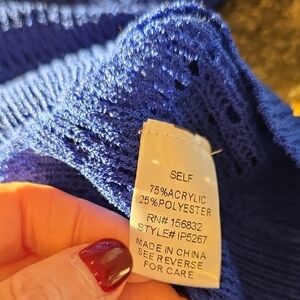 SELF
75%ACRYLIC
25%POLYESTER
RN# 156832
STYLE# IP5267
MADE IN CHINA
SEE REVERSE
FOR CARE